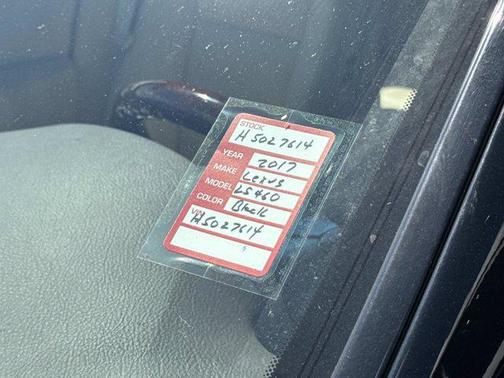 STOCK
H5027614
YEAR 2017
MAKE Lexus
MODEL LS460
COLOR Black
VIN
H5027614